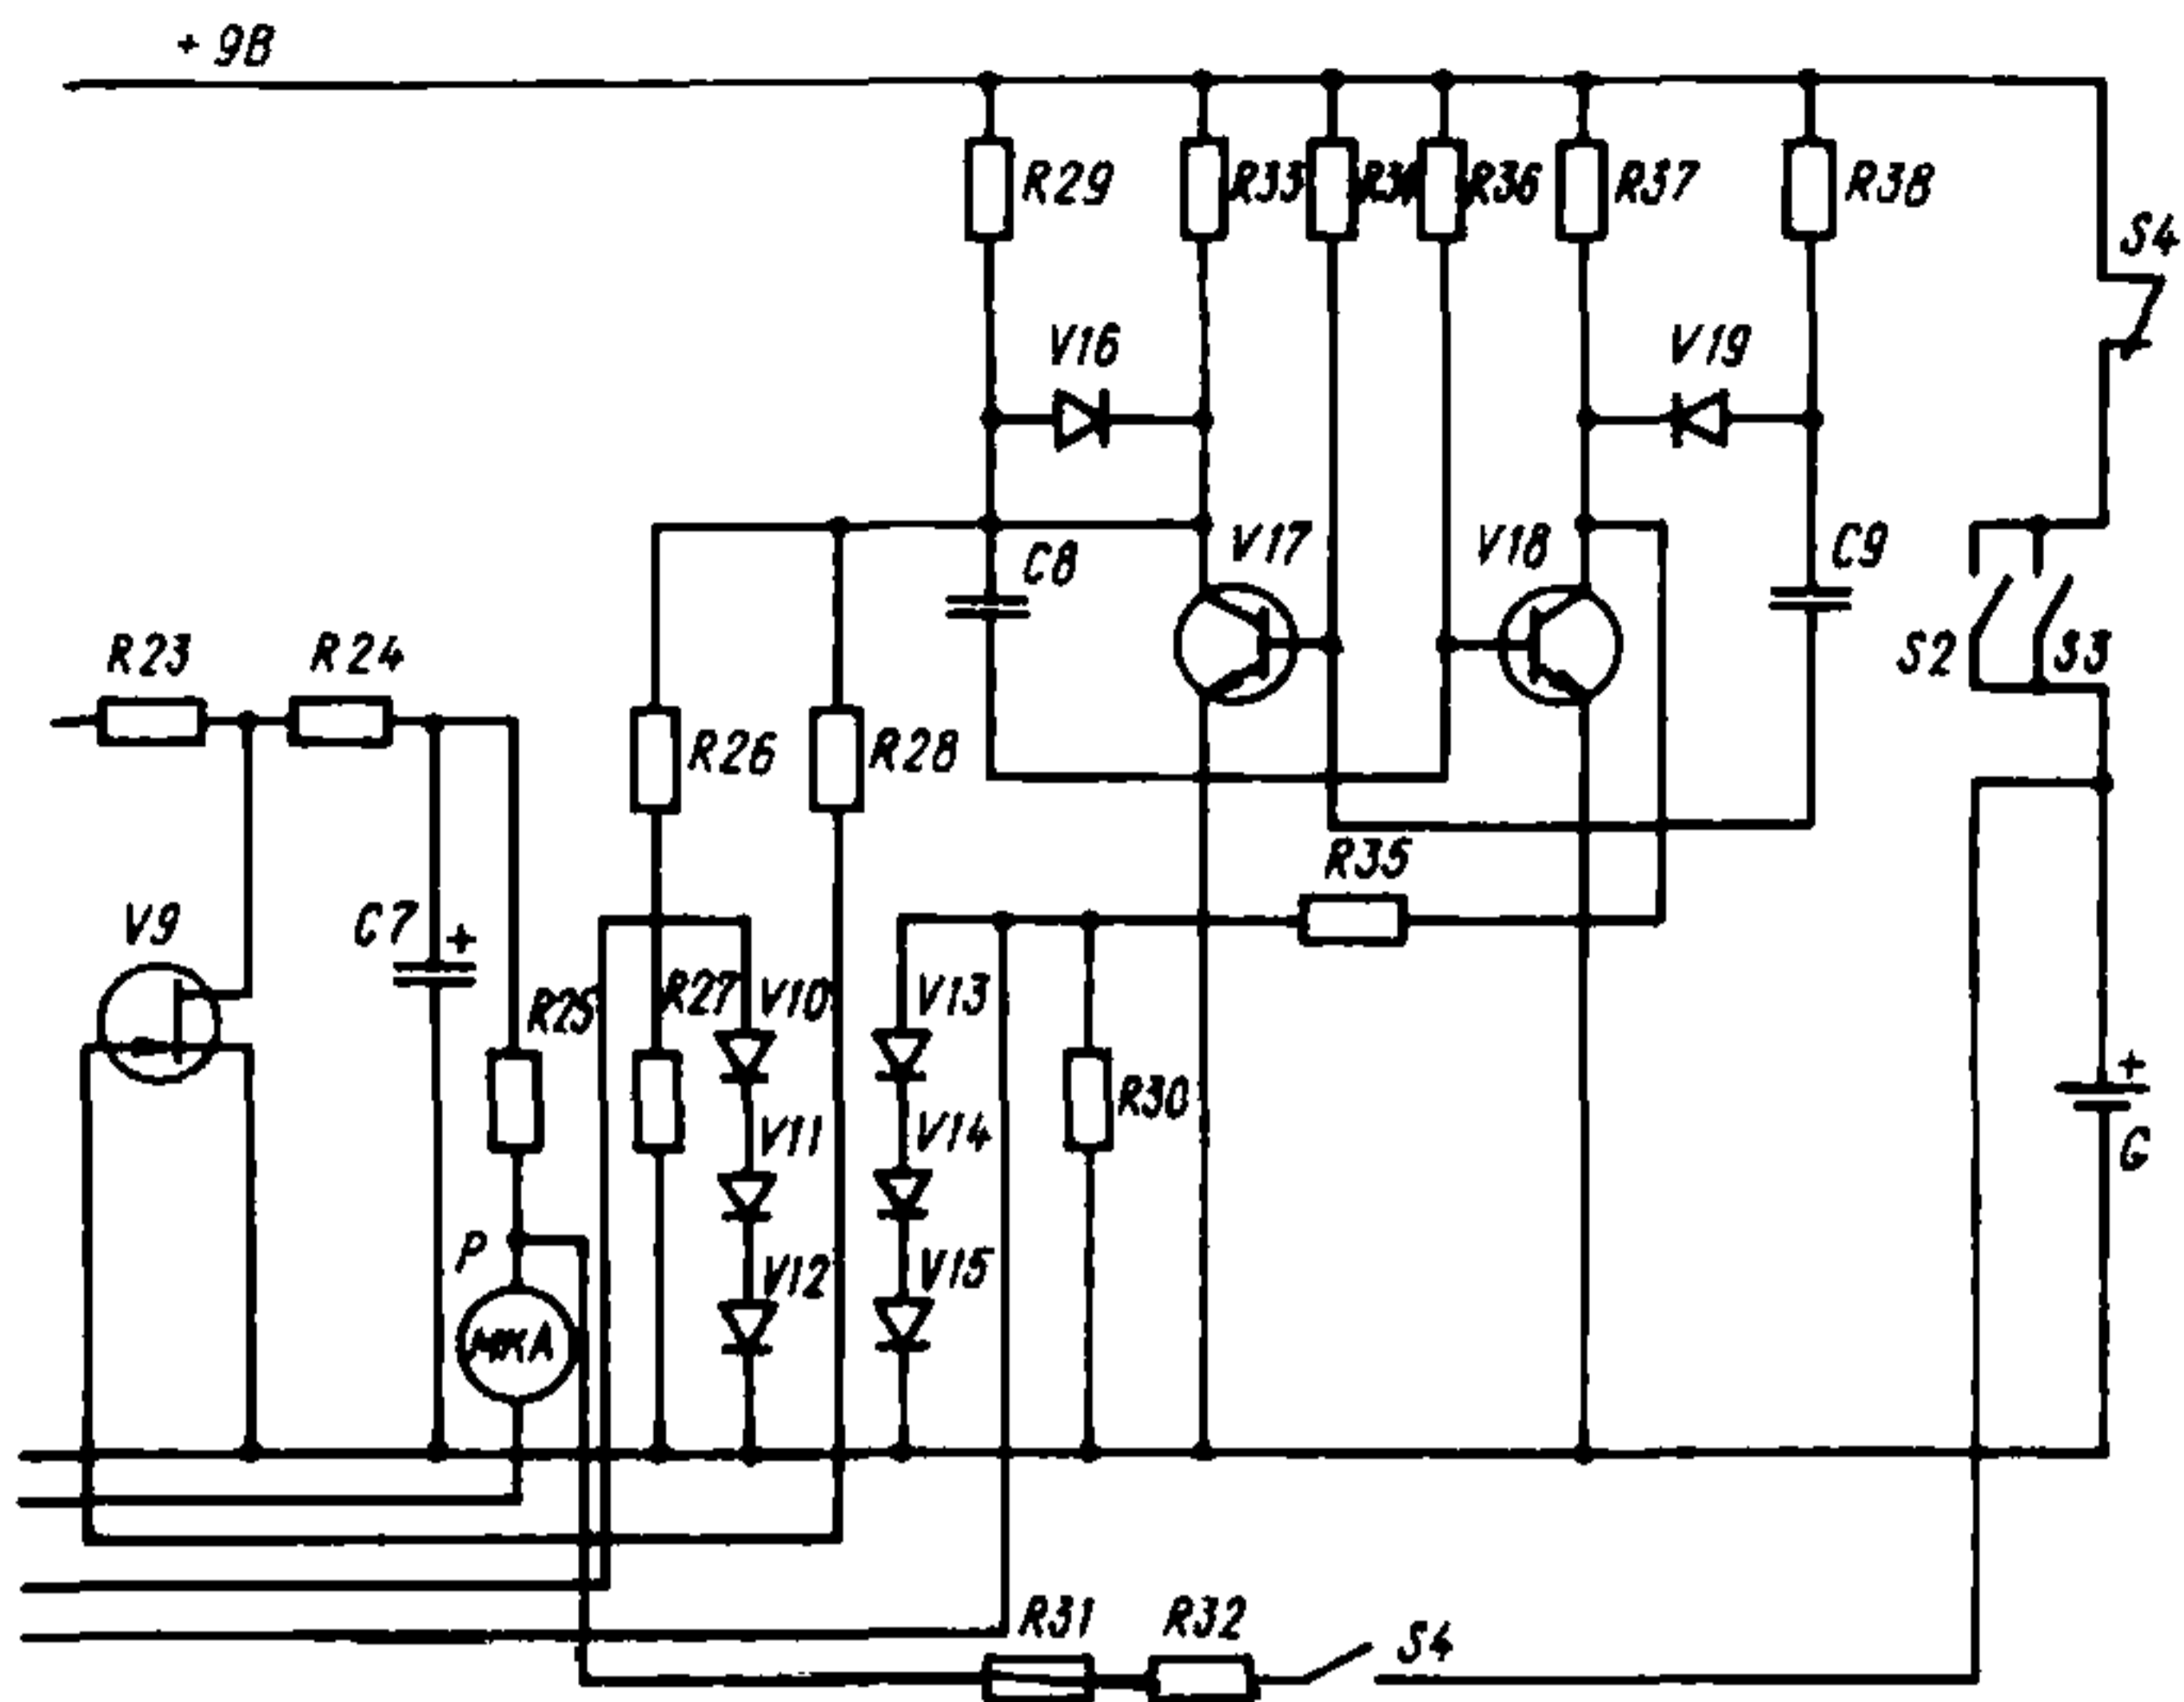 + 9В
R29
R33
R34
R36
R37
R38
S4
V16
V19
C8
V17
V18
C9
R23
R24
R26
R28
S2
S3
R35
V9
C7
+
R25
R27
V10
V13
R30
+
V11
V14
G
P
V12
V15
мкА
R31
R32
S4